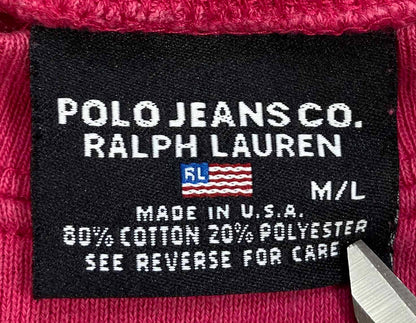 POLO JEANS CO.
RALPH LAUREN
RL
M/L
MADE IN U.S.A.
80% COTTON 20% POLYESTER
SEE REVERSE FOR CARE